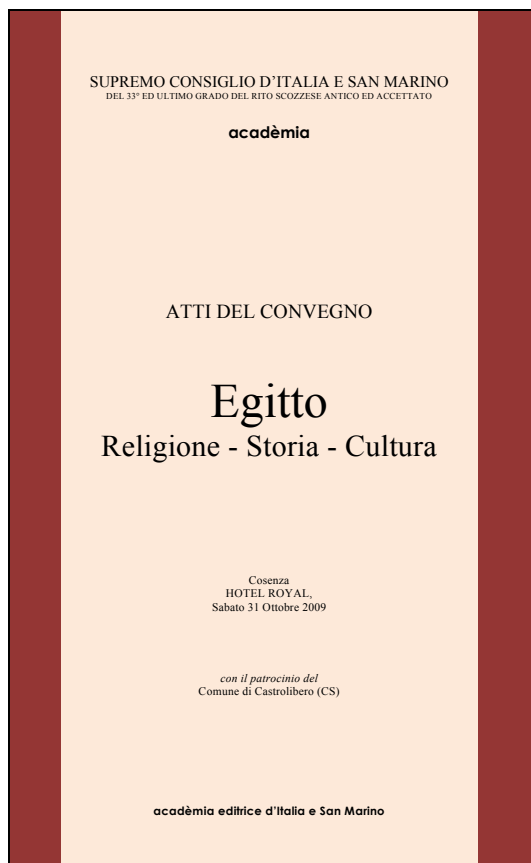 SUPREMO CONSIGLIO D'ITALIA E SAN MARINO
DEL 33° ED ULTIMO GRADO DEL RITO SCOZZESE ANTICO ED ACCETTATO
acadèmia
ATTI DEL CONVEGNO
Egitto
Religione - Storia - Cultura
Cosenza
HOTEL ROYAL,
Sabato 31 Ottobre 2009
con il patrocinio del
Comune di Castrolibero (CS)
acadèmia editrice d'Italia e San Marino